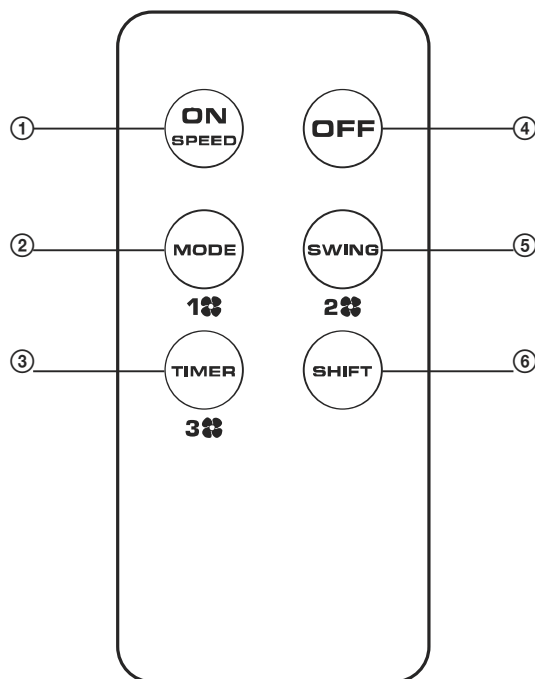 ① ON SPEED OFF ④
② MODE SWING ⑤
1 2
③ TIMER SHIFT ⑥
3